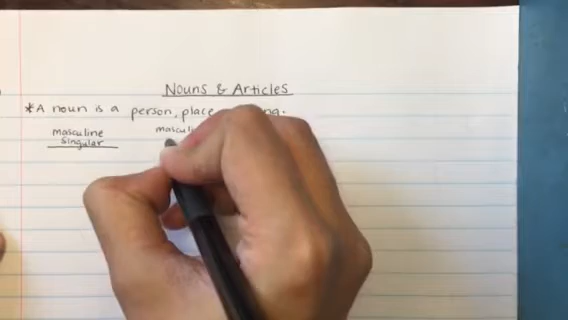 Nouns & Articles
*A noun is a person, place
masculine
singular